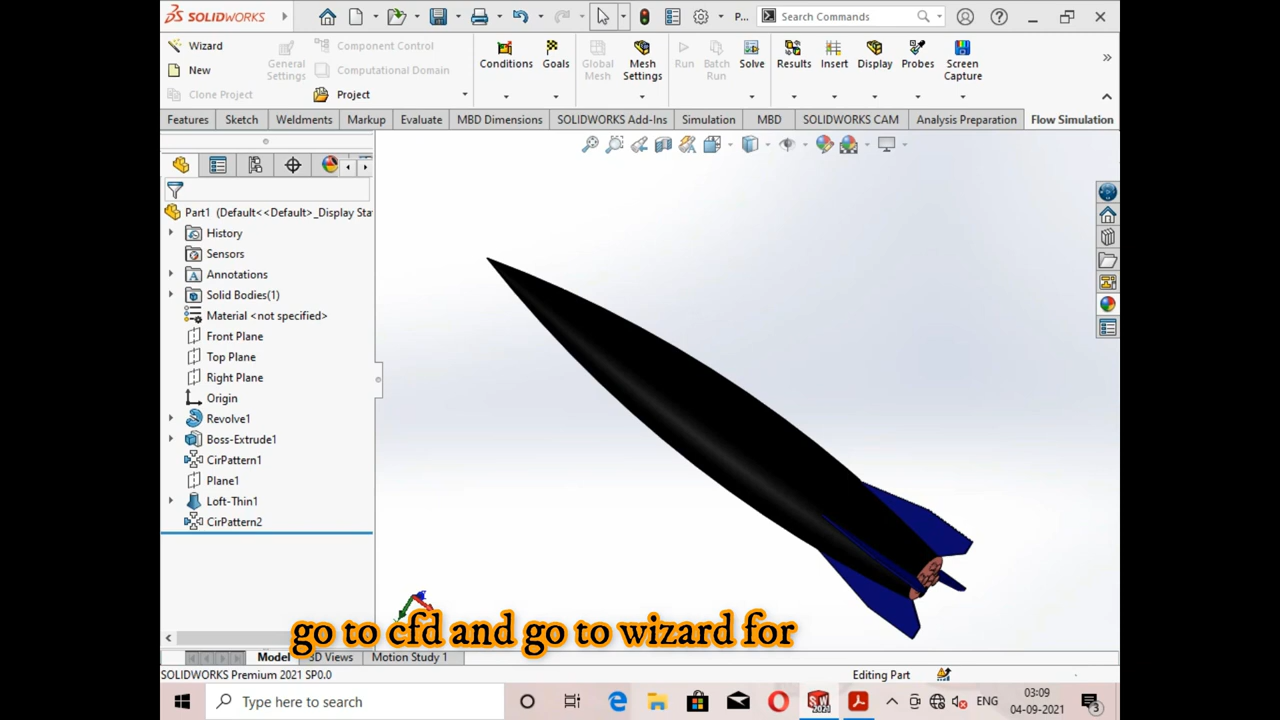 SOLIDWORKS
P...
Search Commands
Wizard
New
Clone Project
General Settings
Component Control
Computational Domain
Project
Conditions
Goals
Global Mesh
Mesh Settings
Run
Batch Run
Solve
Results
Insert
Display
Probes
Screen Capture
Features
Sketch
Weldments
Markup
Evaluate
MBD Dimensions
SOLIDWORKS Add-Ins
Simulation
MBD
SOLIDWORKS CAM
Analysis Preparation
Flow Simulation
Part1 (Default<<Default>_Display Sta
History
Sensors
Annotations
Solid Bodies(1)
Material <not specified>
Front Plane
Top Plane
Right Plane
Origin
Revolve1
Boss-Extrude1
CirPattern1
Plane1
Loft-Thin1
CirPattern2
go to cfd and go to wizard for
Model
3D Views
Motion Study 1
SOLIDWORKS Premium 2021 SP0.0
Editing Part
Type here to search
SW
2021
ENG
03:09
04-09-2021
3